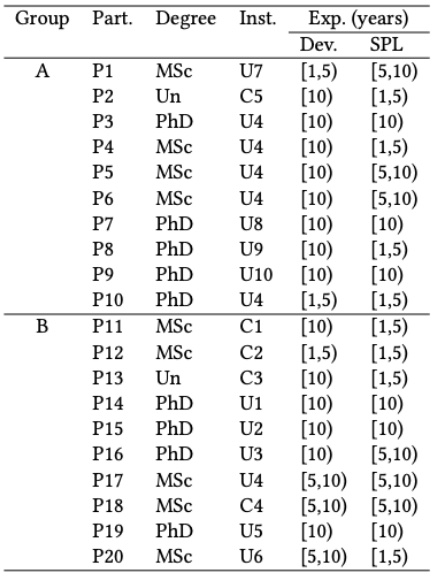 Group Part. Degree Inst. Exp. (years)
Dev. SPL
A P1 MSc U7 [1,5) [5,10)
P2 Un C5 [10) [1,5)
P3 PhD U4 [10) [10)
P4 MSc U4 [10) [1,5)
P5 MSc U4 [10) [5,10)
P6 MSc U4 [10) [5,10)
P7 PhD U8 [10) [10)
P8 PhD U9 [10) [1,5)
P9 PhD U10 [10) [10)
P10 PhD U4 [1,5) [1,5)
B P11 MSc C1 [10) [1,5)
P12 MSc C2 [1,5) [1,5)
P13 Un C3 [10) [1,5)
P14 PhD U1 [10) [10)
P15 PhD U2 [10) [10)
P16 PhD U3 [10) [5,10)
P17 MSc U4 [5,10) [5,10)
P18 MSc C4 [5,10) [5,10)
P19 PhD U5 [10) [10)
P20 MSc U6 [5,10) [1,5)